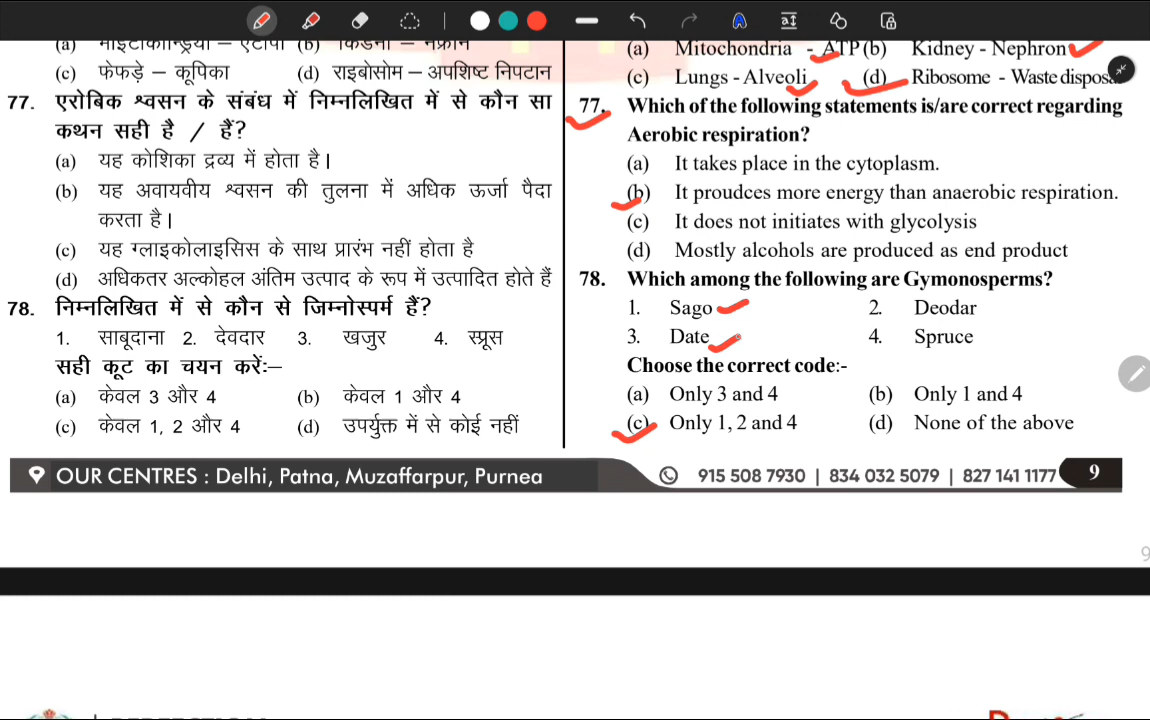 (a) माइटोकॉन्ड्रिया – एटीपी (b) किडनी – नेफ्रॉन
(c) फेफड़े – कूपिका (d) राइबोसोम – अपशिष्ट निपटान
77. एरोबिक श्वसन के संबंध में निम्नलिखित में से कौन सा
कथन सही है / हैं?
(a) यह कोशिका द्रव्य में होता है।
(b) यह अवायवीय श्वसन की तुलना में अधिक ऊर्जा पैदा
करता है।
(c) यह ग्लाइकोलाइसिस के साथ प्रारंभ नहीं होता है
(d) अधिकतर अल्कोहल अंतिम उत्पाद के रूप में उत्पादित होते हैं
78. निम्नलिखित में से कौन से जिम्नोस्पर्म हैं?
1. साबूदाना 2. देवदार 3. खजुर 4. स्प्रूस
सही कूट का चयन करें:–
(a) केवल 3 और 4 (b) केवल 1 और 4
(c) केवल 1, 2 और 4 (d) उपर्युक्त में से कोई नहीं
(a) Mitochondria - ATP (b) Kidney - Nephron
(c) Lungs - Alveoli (d) Ribosome - Waste
77. Which of the following statements is/are correct regarding
Aerobic respiration?
(a) It takes place in the cytoplasm.
(b) It proudces more energy than anaerobic respiration.
(c) It does not initiates with glycolysis
(d) Mostly alcohols are produced as end product
78. Which among the following are Gymonosperms?
1. Sago 2. Deodar
3. Date 4. Spruce
Choose the correct code:-
(a) Only 3 and 4 (b) Only 1 and 4
(c) Only 1, 2 and 4 (d) None of the above
OUR CENTRES : Delhi, Patna, Muzaffarpur, Purnea
915 508 7930 | 834 032 5079 | 827 141 1177 9
9